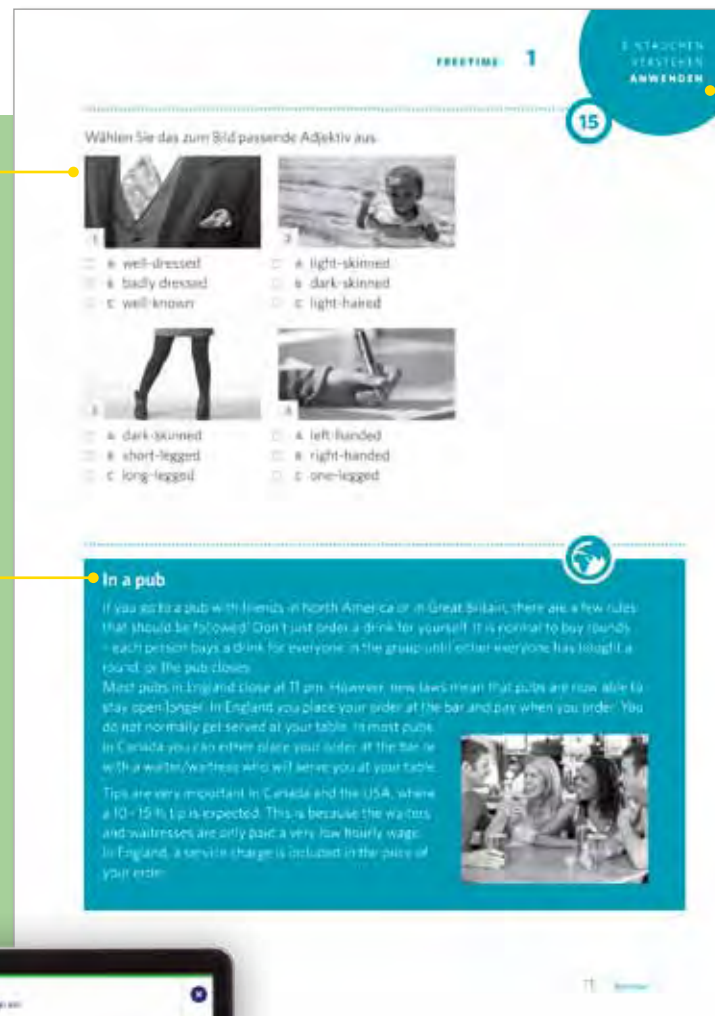 FREETIME 1
EINTAUCHEN
VERSTEHEN
ANWENDEN
15
Wählen Sie das zum Bild passende Adjektiv aus.
1
A well-dressed
B badly dressed
C well-known
2
A light-skinned
B dark-skinned
C light-haired
3
A dark-skinned
B short-legged
C long-legged
4
A left-handed
B right-handed
C one-legged
In a pub
If you go to a pub with friends in North America or in Great Britain, there are a few rules
that should be followed! Don't just order a drink for yourself. It is normal to buy rounds
– each person buys a drink for everyone in the group until either everyone has bought a
round, or the pub closes.
Most pubs in England close at 11 pm. However, new laws mean that pubs are now able to
stay open longer. In England you place your order at the bar and pay when you order. You
do not normally get served at your table. In most pubs
in Canada you can either place your order at the bar or
with a waiter/waitress who will serve you at your table.
Tips are very important in Canada and the USA, where
a 10–15 % tip is expected. This is because the waiters
and waitresses are only paid a very low hourly wage.
In England, a service charge is included in the price of
your order.